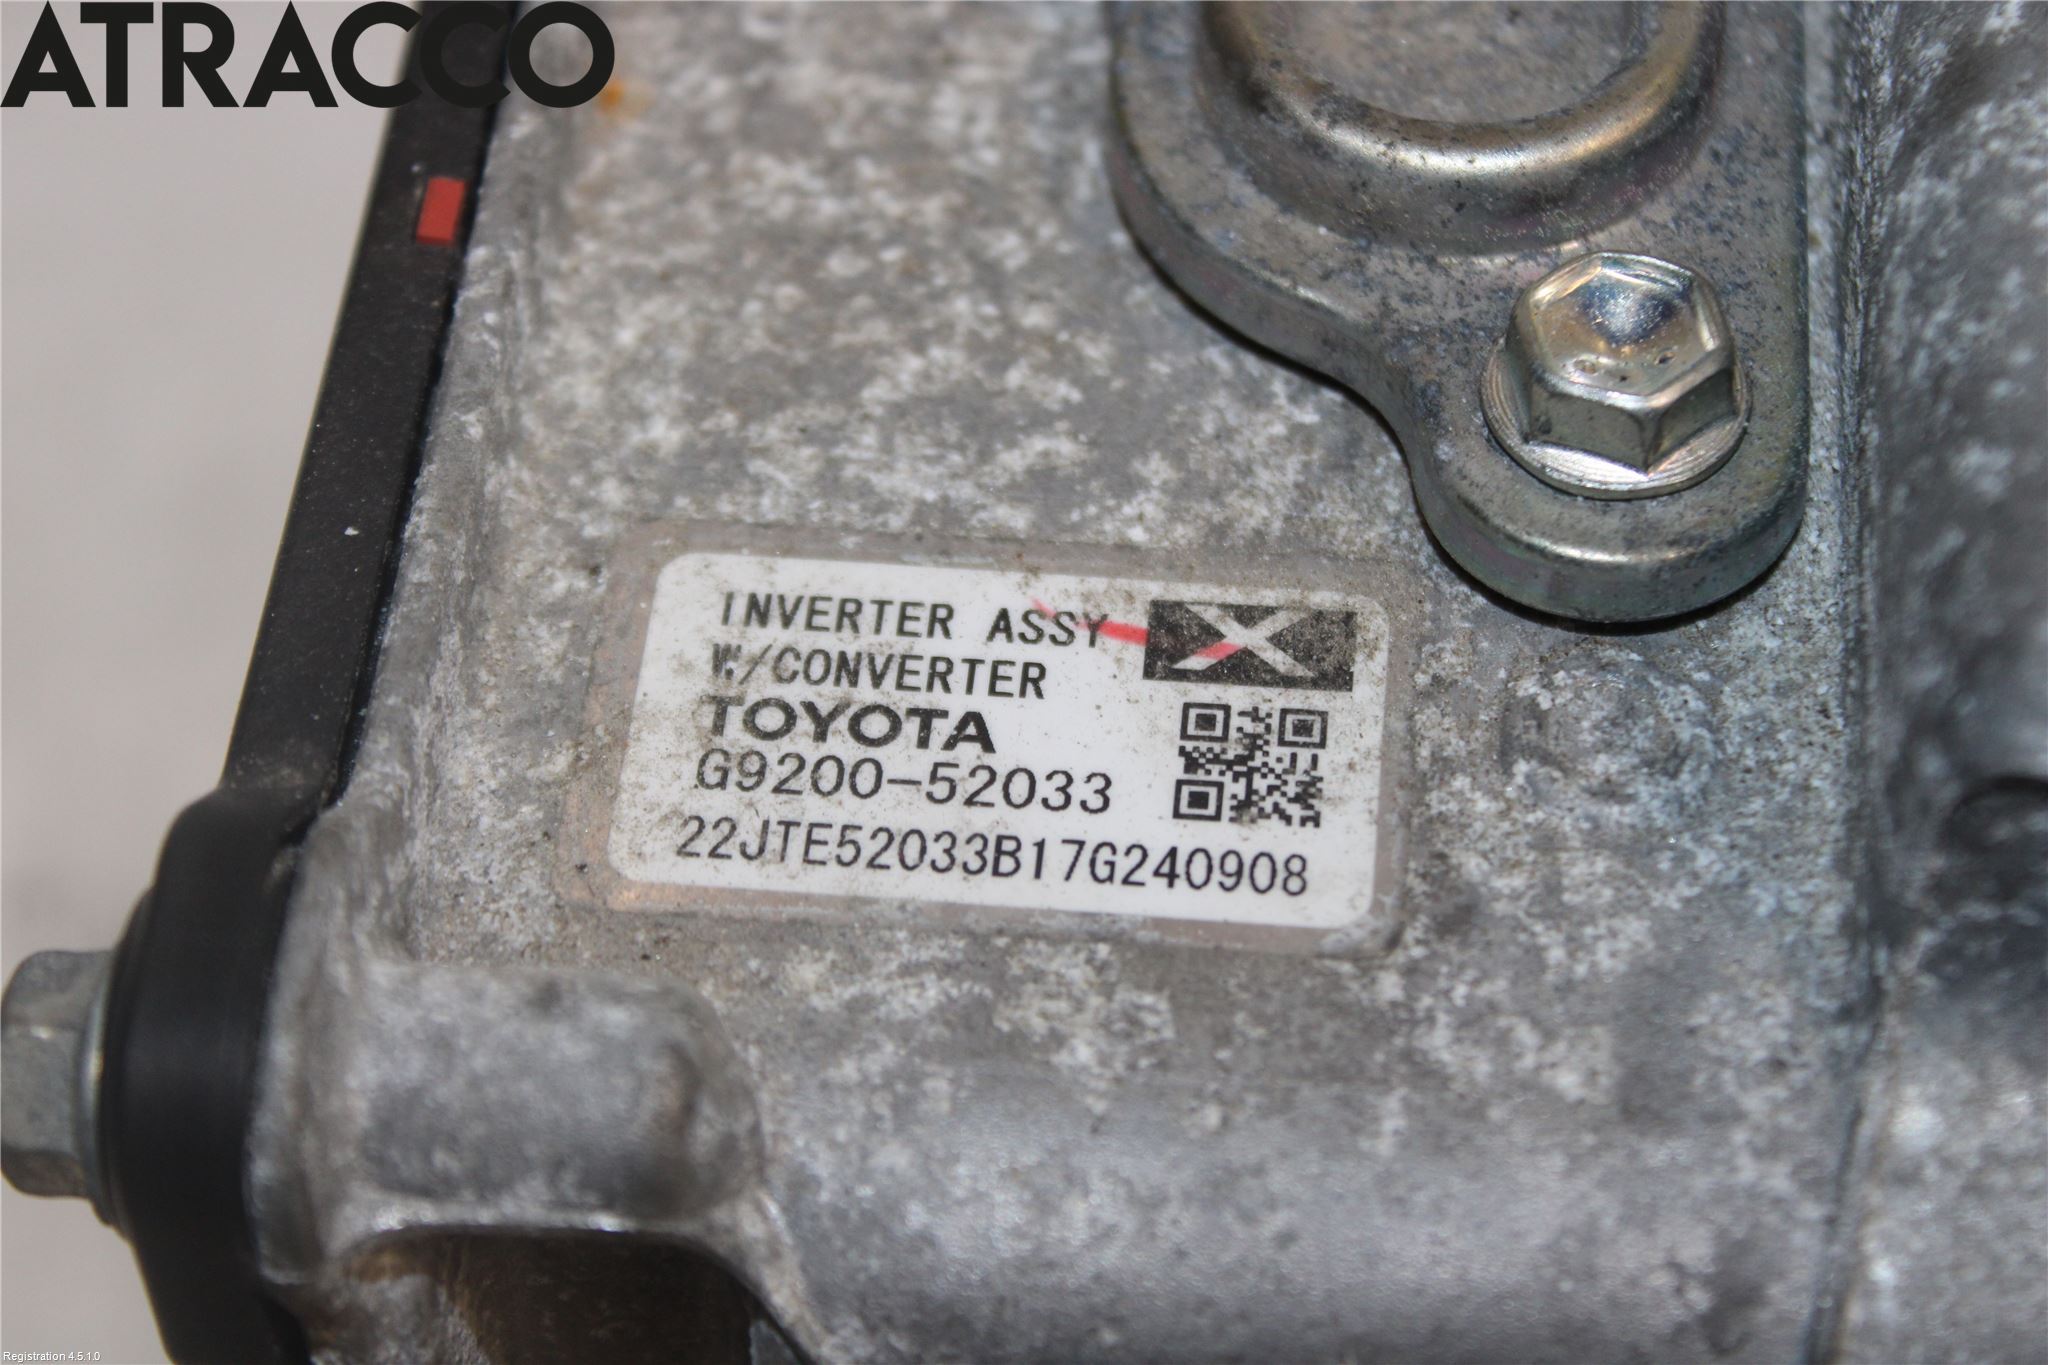 ATRACCO
INVERTER ASSY
W/CONVERTER
TOYOTA
G9200-52033
22JTE52033B17G240908
Registration 4.5.1.0